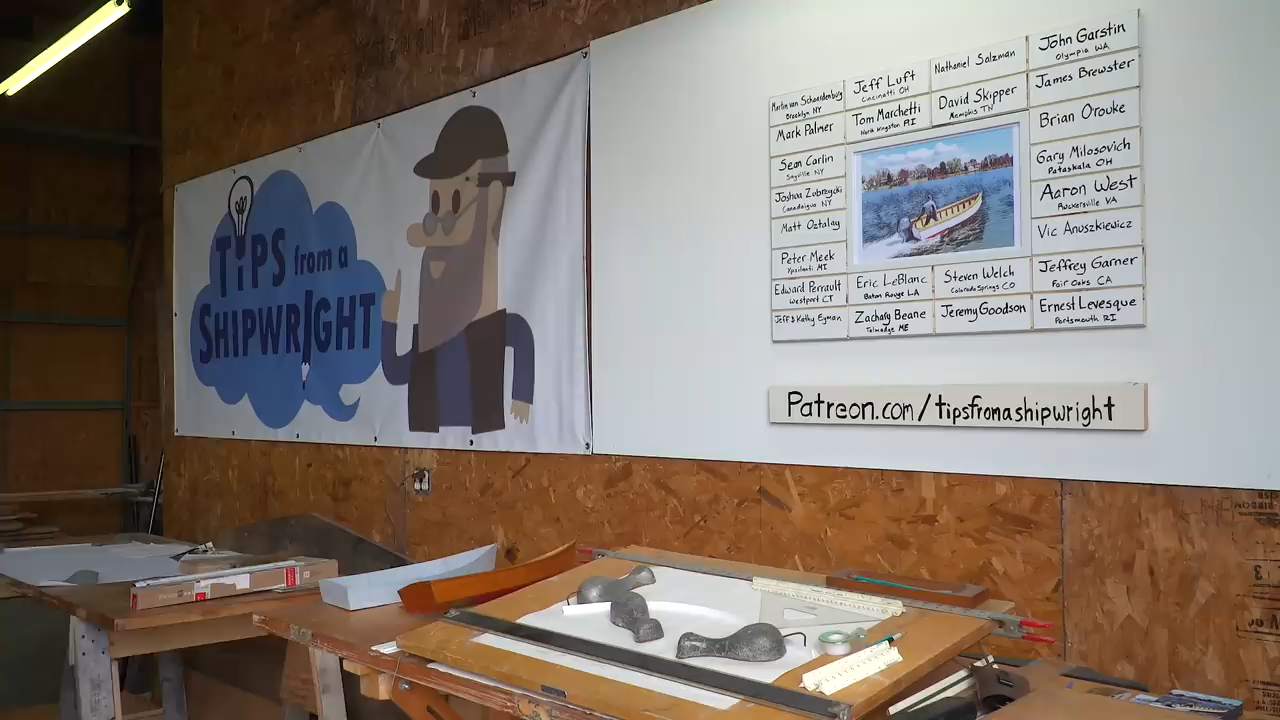 TiPS from a
SHIPWRIGHT
Martin van Schaardenburg
Brooklyn NY
Mark Palmer
Sean Carlin
Sayville NY
Joshua Zubrzycki
Canadaigua NY
Matt Oztalay
Peter Meek
Ypsilanti MI
Edward Perrault
Westport CT
Jeff & Kathy Eyman
Jeff Luft
Cincinatti OH
Tom Marchetti
North Kingston RI
Eric LeBlanc
Baton Rouge LA
Zachary Beane
Talmadge ME
Nathaniel Salzman
David Skipper
Memphis TN
Steven Welch
Colorado Springs CO
Jeremy Goodson
John Garstin
Olympia WA
James Brewster
Brian Orouke
Gary Milosovich
Pataskala OH
Aaron West
Ruckersville VA
Vic Anuszkiewicz
Jeffrey Garner
Fair Oaks CA
Ernest Levesque
Portsmouth RI
Patreon.com/tipsfromashipwright